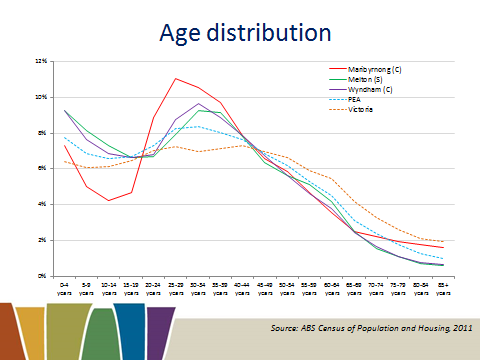 Age distribution
12%
10%
8%
6%
4%
2%
0%
Maribyrnong (C)
Melton (S)
Wyndham (C)
PEA
Victoria
0-4 5-9 10-14 15-19 20-24 25-29 30-34 35-39 40-44 45-49 50-54 55-59 60-64 65-69 70-74 75-79 80-84 85+
years years years years years years years years years years years years years years years years years years
Source: ABS Census of Population and Housing, 2011